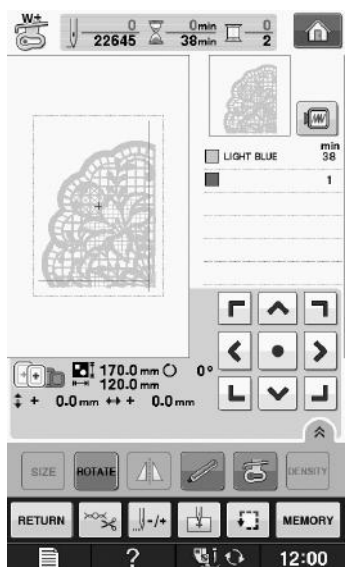 W+ 0 0min 0
22645 38min 2
min
LIGHT BLUE 38
1
170.0 mm 0°
120.0 mm
+ 0.0 mm + 0.0 mm
SIZE ROTATE DENSITY
RETURN -/+ MEMORY
? i 12:00